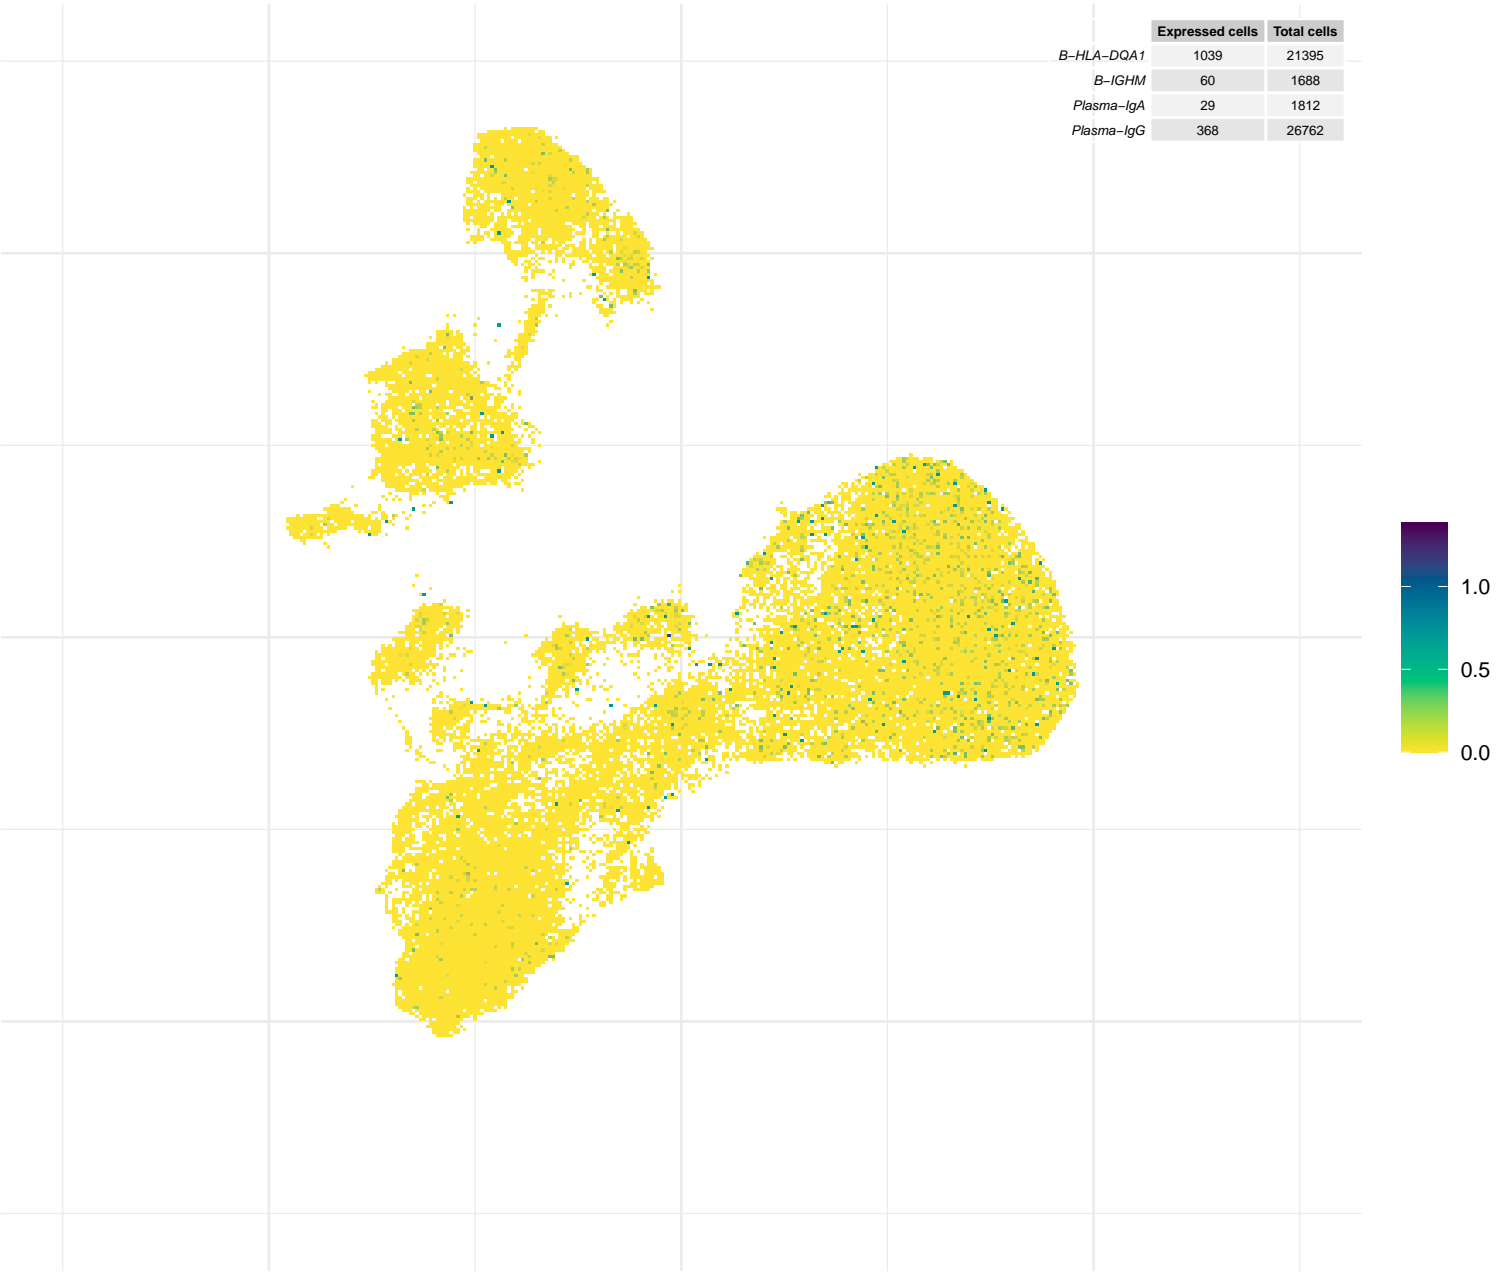 Expressed cells Total cells
B−HLA−DQA1 1039 21395
B−IGHM 60 1688
Plasma−IgA 29 1812
Plasma−IgG 368 26762
1.0
0.5
0.0